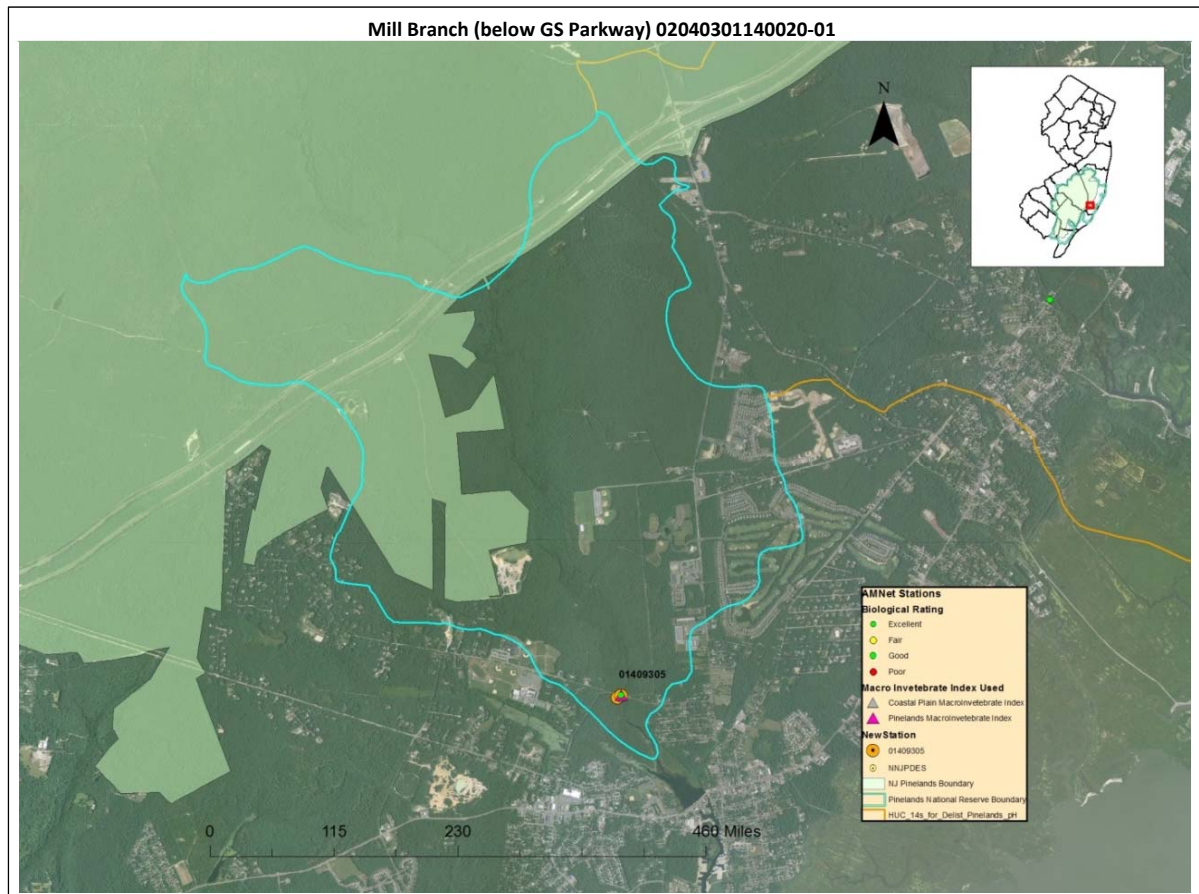 Mill Branch (below GS Parkway) 02040301140020-01
N
01409305
AMNet Stations
Biological Rating
Excellent
Fair
Good
Poor
Macro Invetebrate Index Used
Coastal Plain MacroInvetebrate Index
Pinelands MacroInvetebrate Index
NewStation
01409305
NNJPDES
NJ Pinelands Boundary
Pinelands National Reserve Boundary
HUC_14s_for_Delist_Pinelands_pH
0 115 230 460 Miles